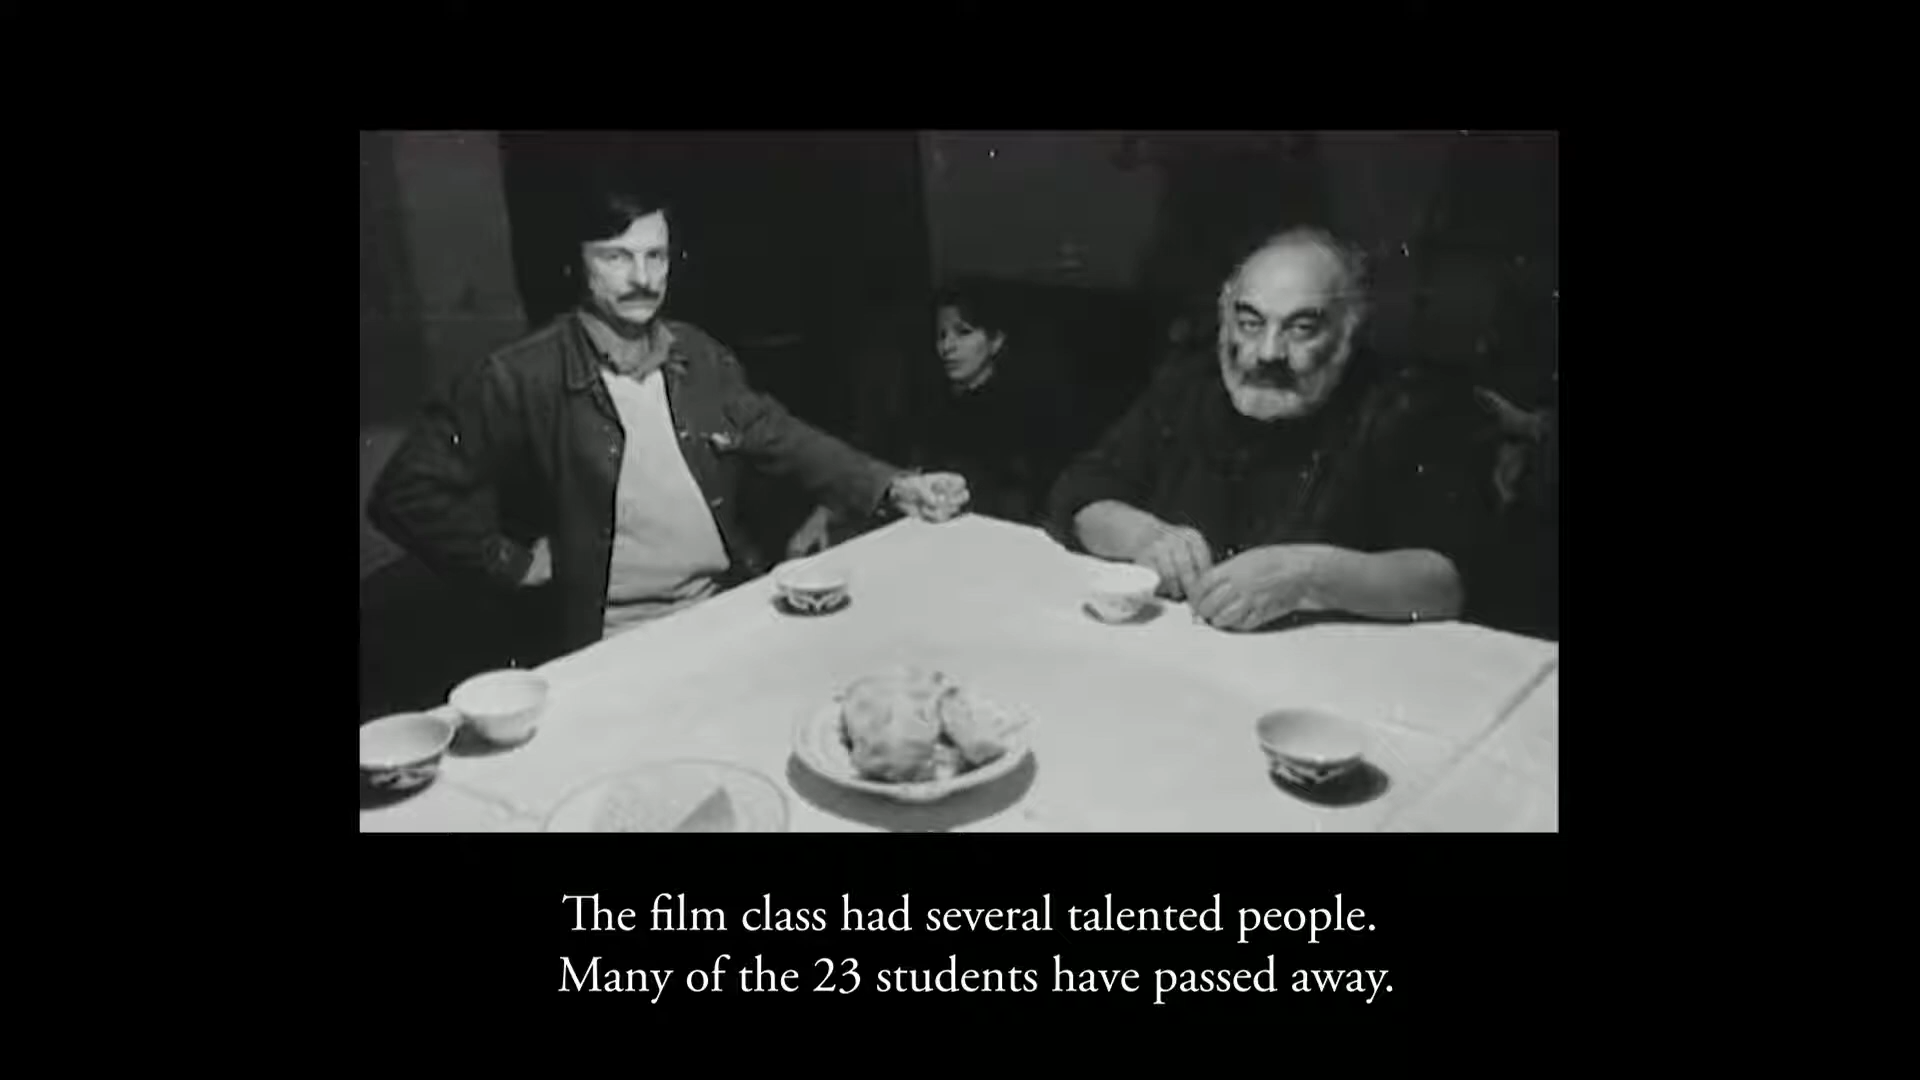 The film class had several talented people.
Many of the 23 students have passed away.